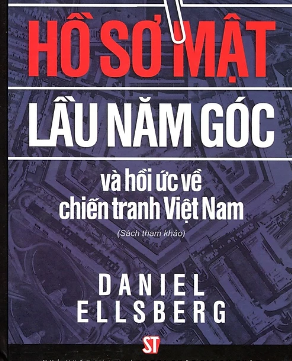 HỒ SƠ MẬT
LẦU NĂM GÓC
và hồi ức về
chiến tranh Việt Nam
(Sách tham khảo)
DANIEL
ELLSBERG
ST